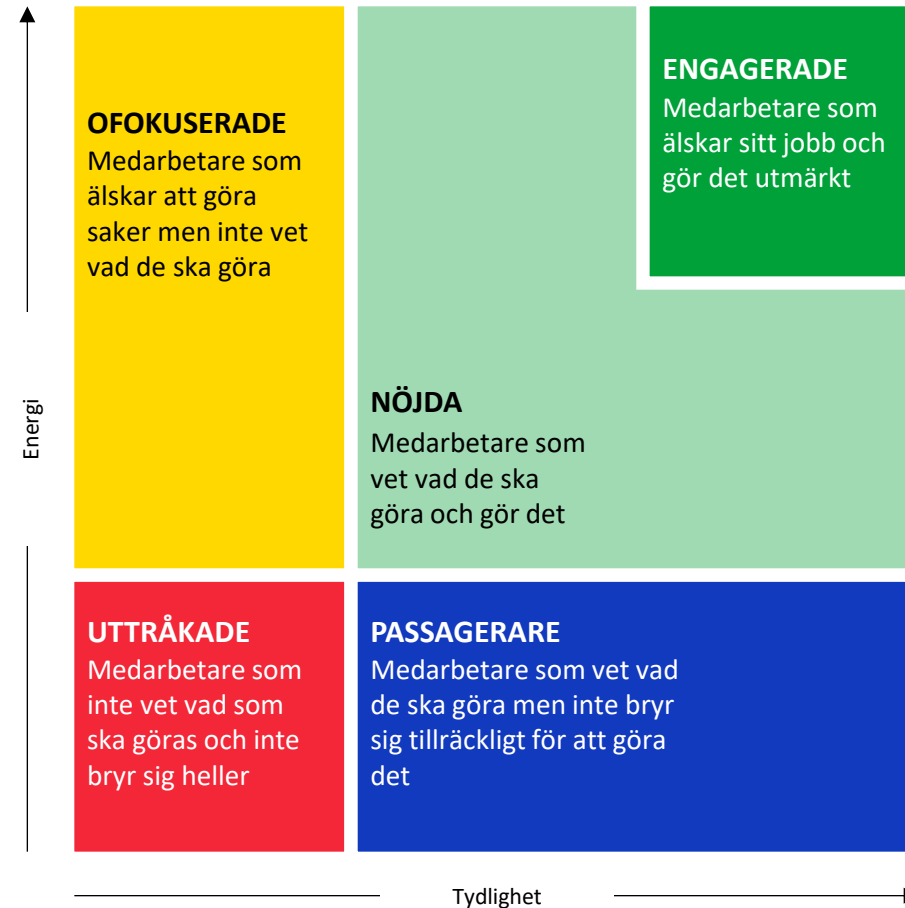 OFOKUSERADE
Medarbetare som
älskar att göra
saker men inte vet
vad de ska göra
ENGAGERADE
Medarbetare som
älskar sitt jobb och
gör det utmärkt
Energi
NÖJDA
Medarbetare som
vet vad de ska
göra och gör det
UTTRÅKADE
Medarbetare som
inte vet vad som
ska göras och inte
bryr sig heller
PASSAGERARE
Medarbetare som vet vad
de ska göra men inte bryr
sig tillräckligt för att göra
det
Tydlighet